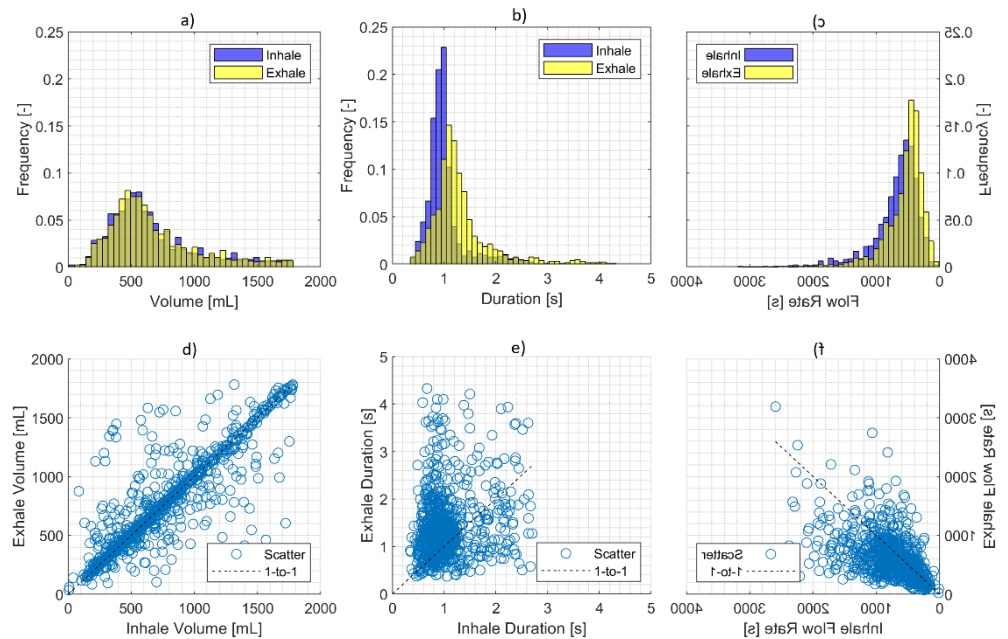 a)
0.25
0.2
0.15
0.1
0.05
0
Frequency [-]
Inhale
Exhale
0 500 1000 1500 2000
Volume [mL]
b)
0.25
0.2
0.15
0.1
0.05
0
Frequency [-]
Inhale
Exhale
0 1 2 3 4 5
Duration [s]
c)
0.25
0.2
0.15
0.1
0.05
0
Frequency [-]
Inhale
Exhale
0 1000 2000 3000 4000
Flow Rate [s]
d)
2000
1500
1000
500
0
Exhale Volume [mL]
Scatter
1-to-1
0 500 1000 1500 2000
Inhale Volume [mL]
e)
5
4
3
2
1
0
Exhale Duration [s]
Scatter
1-to-1
0 1 2 3 4 5
Inhale Duration [s]
f)
4000
3000
2000
1000
0
Exhale Flow Rate [s]
Scatter
1-to-1
0 1000 2000 3000 4000
Inhale Flow Rate [s]